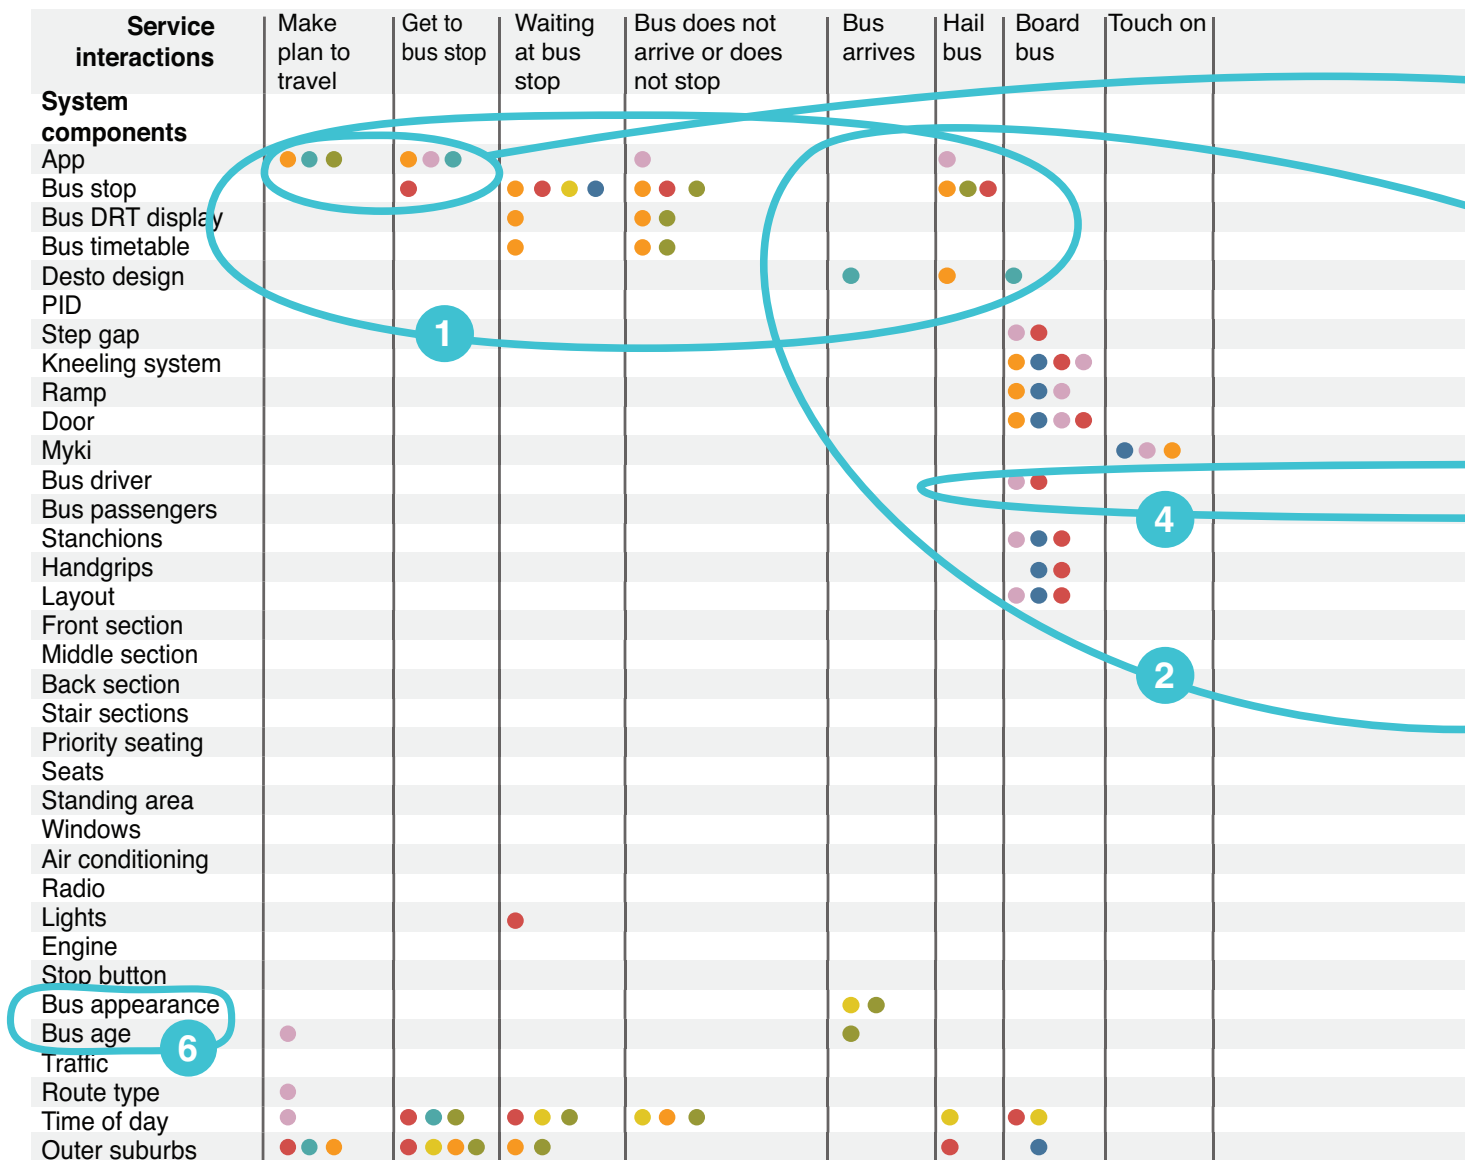 Service interactions
Make plan to travel
Get to bus stop
Waiting at bus stop
Bus does not arrive or does not stop
Bus arrives
Hail bus
Board bus
Touch on
System components
App
Bus stop
Bus DRT display
Bus timetable
Desto design
PID
Step gap
1
Kneeling system
Ramp
Door
Myki
Bus driver
Bus passengers
4
Stanchions
Handgrips
Layout
Front section
Middle section
2
Back section
Stair sections
Priority seating
Seats
Standing area
Windows
Air conditioning
Radio
Lights
Engine
Stop button
Bus appearance
Bus age
6
Traffic
Route type
Time of day
Outer suburbs